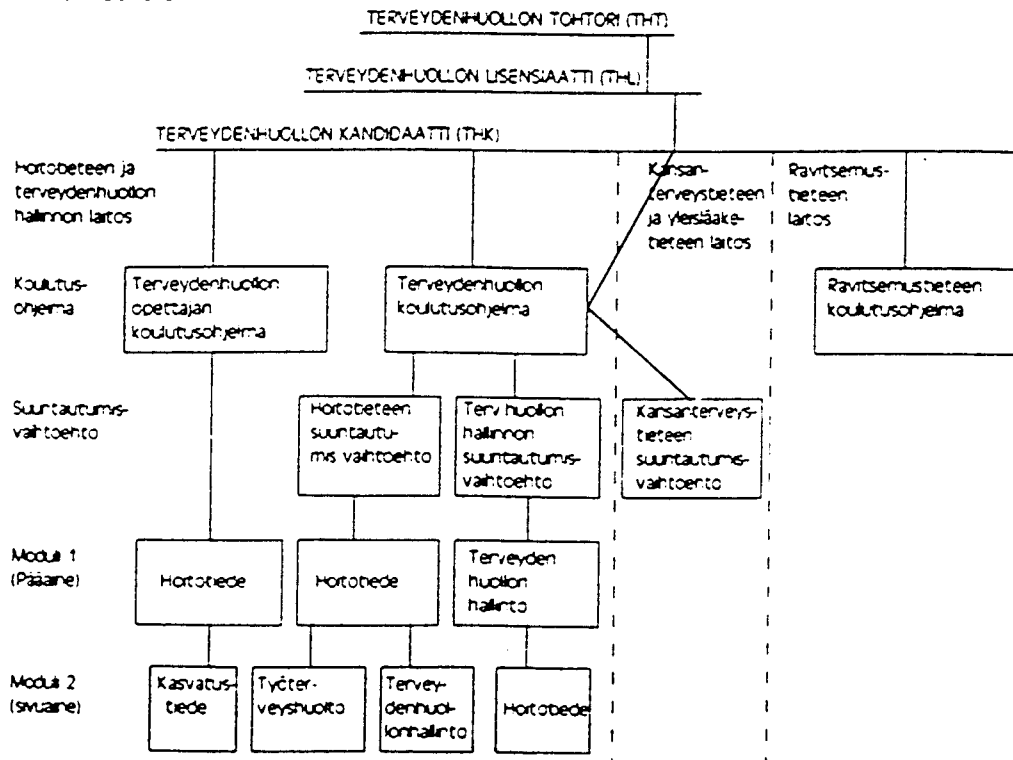 TERVEYDENHUOLLON TOHTORI (THT)
TERVEYDENHUOLLON LISENSIAATTI (THL)
TERVEYDENHUOLLON KANDIDAATTI (THK)
Hoitotieteen ja
terveydenhuollon
hallinnon laitos
Kansan-
terveystieteen
ja yleislääke-
tieteen laitos
Ravitsemus-
tieteen
laitos
Koulutus-
ohjelma
Terveydenhuollon
opettajan
koulutusohjelma
Terveydenhuollon
koulutusohjelma
Ravitsemustieteen
koulutusohjelma
Suuntautumis-
vaihtoehto
Hoitotieteen
suuntautu-
mis vaihtoehto
Terv.huollon
hallinnon
suuntautumis-
vaihtoehto
Kansanterveys-
tieteen
suuntautumis-
vaihtoehto
Moduli 1
(Pääaine)
Hoitotiede
Hoitotiede
Terveyden
huollon
hallinto
Moduli 2
(sivuaine)
Kasvatus-
tiede
Työter-
veyshuolto
Tervey-
denhuol-
lonhallinto
Hoitotiede